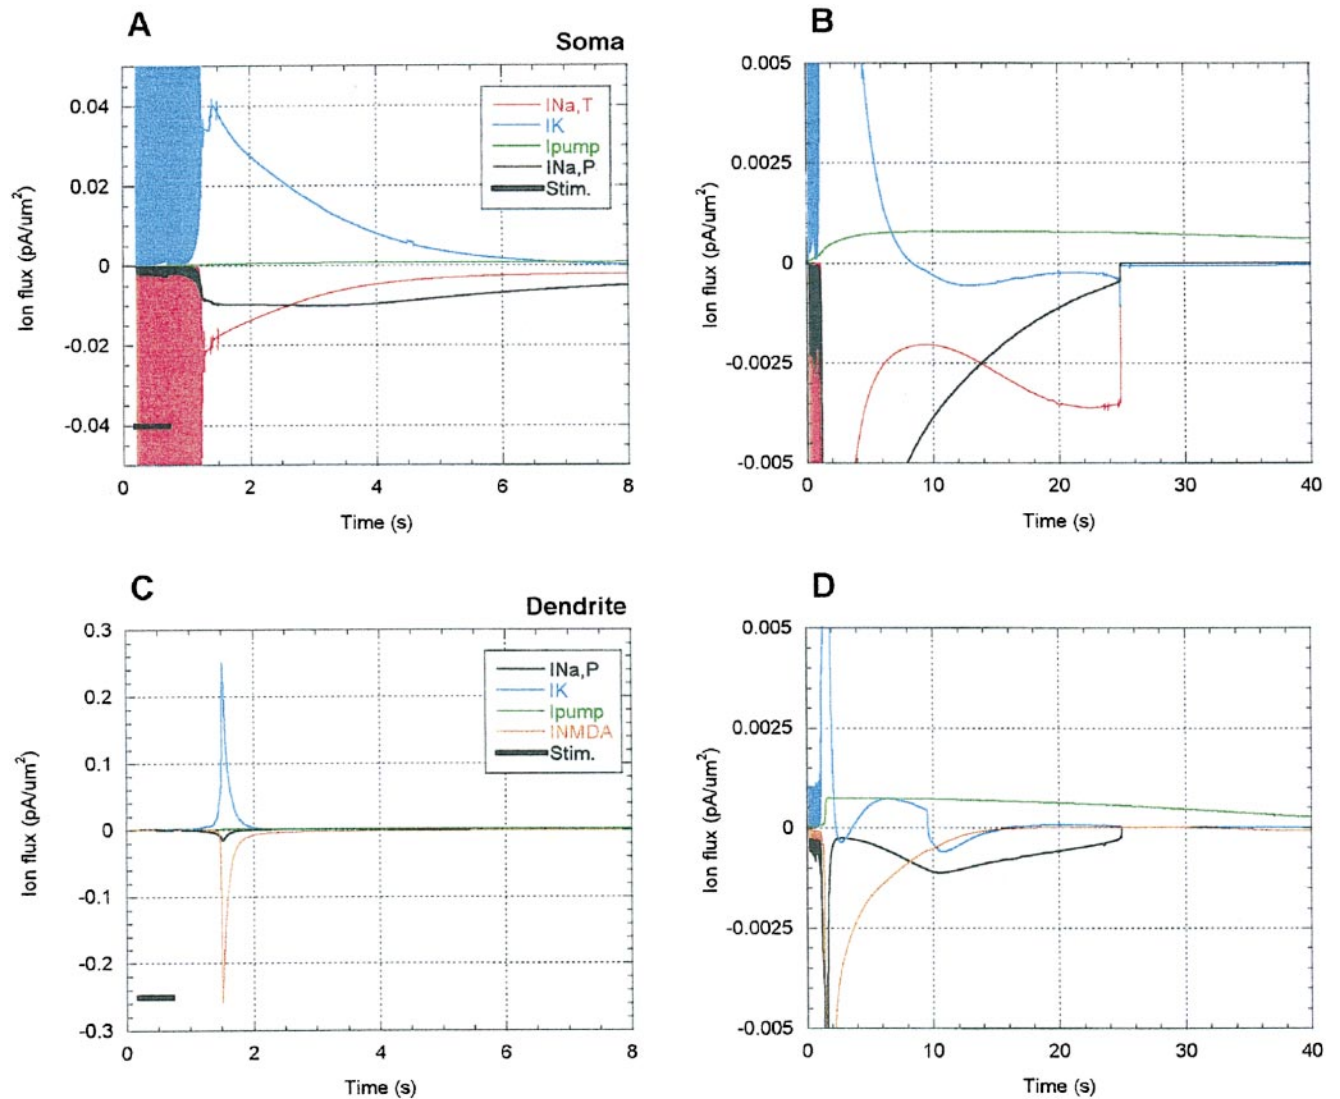 A
Soma
Ion flux (pA/um²)
0.04
0.02
0
-0.02
-0.04
INa,T
IK
Ipump
INa,P
Stim.
0 2 4 6 8
Time (s)
B
Ion flux (pA/um²)
0.005
0.0025
0
-0.0025
-0.005
0 10 20 30 40
Time (s)
C
Dendrite
Ion flux (pA/um²)
0.3
0.2
0.1
0
-0.1
-0.2
-0.3
INa,P
IK
Ipump
INMDA
Stim.
0 2 4 6 8
Time (s)
D
Ion flux (pA/um²)
0.005
0.0025
0
-0.0025
-0.005
0 10 20 30 40
Time (s)